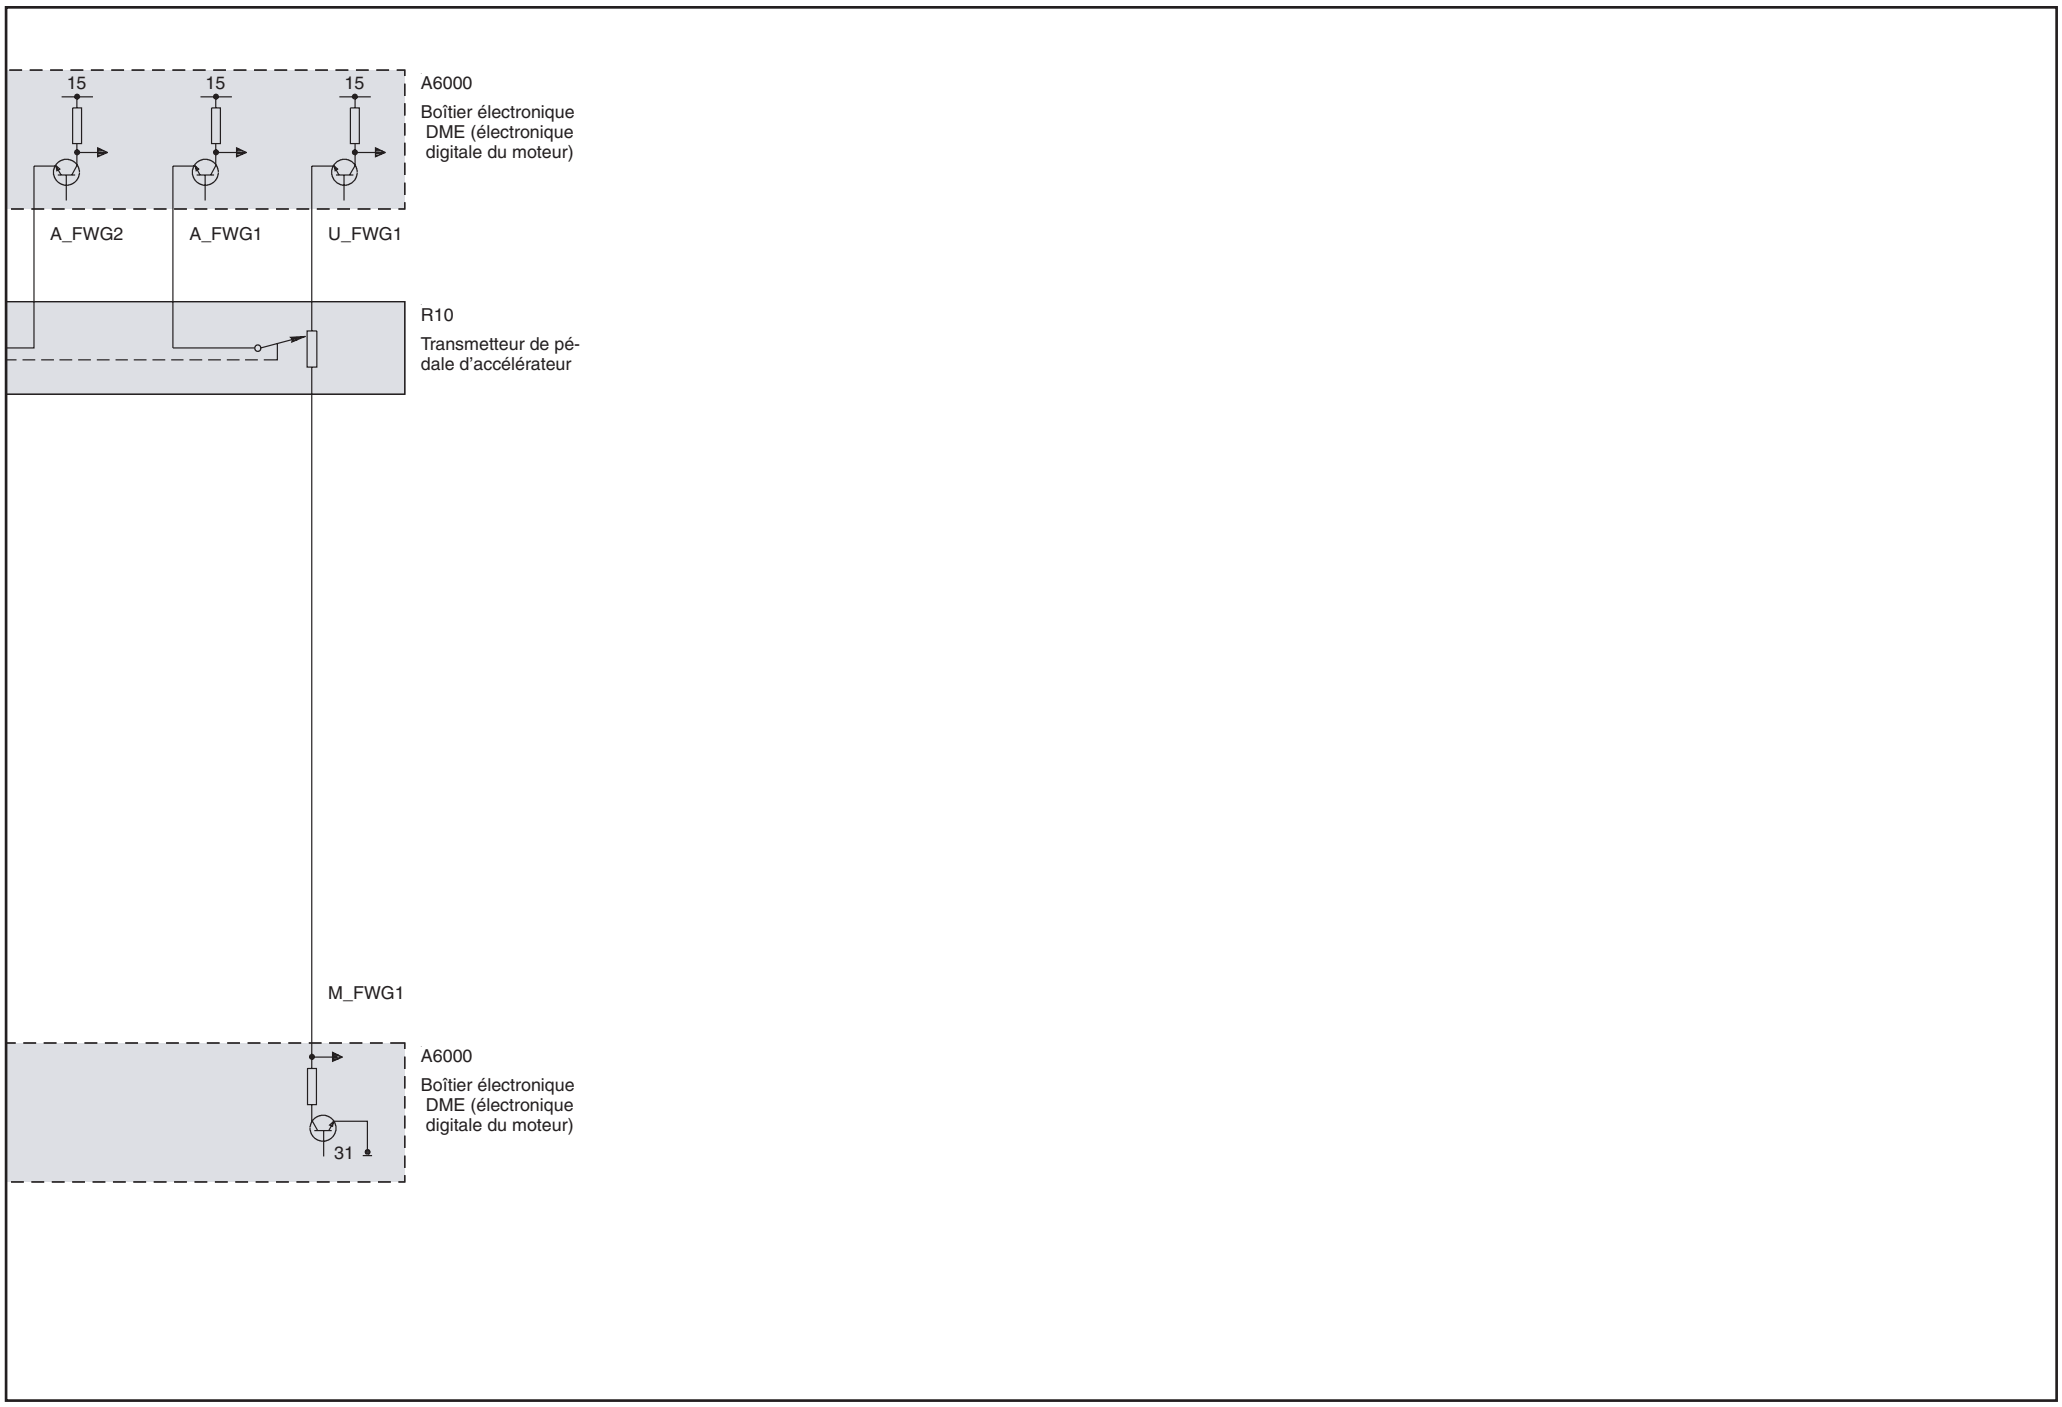 15
15
15
A6000
Boîtier électronique
DME (électronique
digitale du moteur)
A_FWG2
A_FWG1
U_FWG1
R10
Transmetteur de pé-
dale d’accélérateur
M_FWG1
A6000
Boîtier électronique
DME (électronique
digitale du moteur)
31